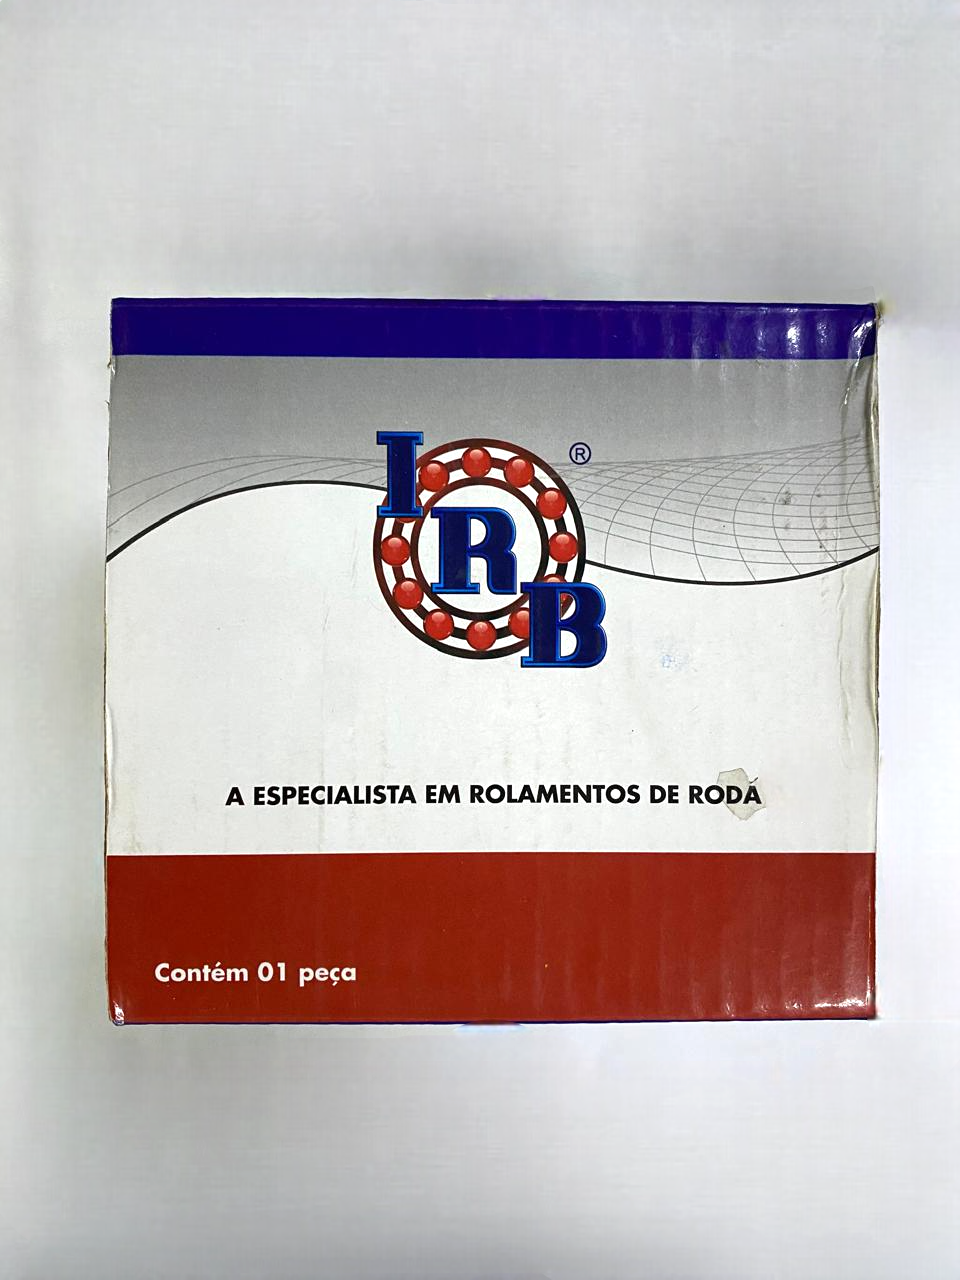 IRB®
A ESPECIALISTA EM ROLAMENTOS DE RODA
Contém 01 peça